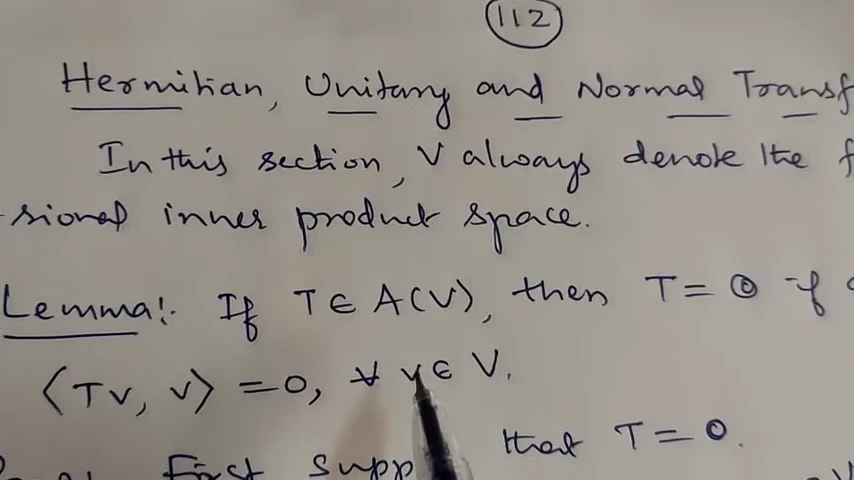 112
Hermitian, Unitary and Normal Transf
In this section, V always denote the f
-sional inner product space.
Lemma:- If T ∈ A(V), then T = 0 if
⟨Tv, v⟩ = 0, ∀ v ∈ V.
First supp that T = 0.